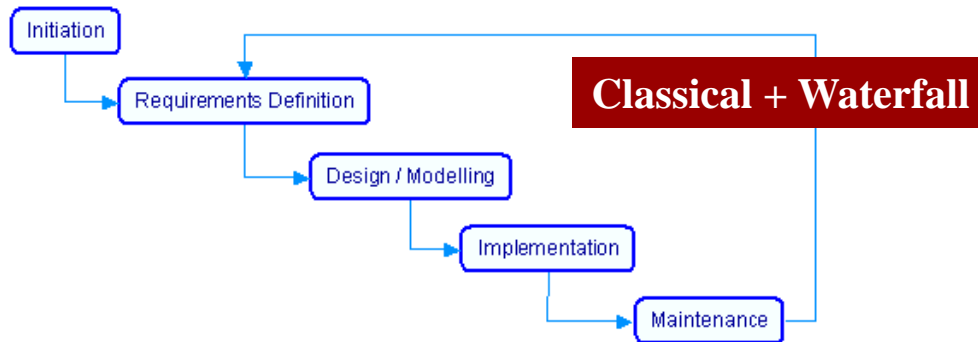 Initiation
Requirements Definition
Classical + Waterfall
Design / Modelling
Implementation
Maintenance